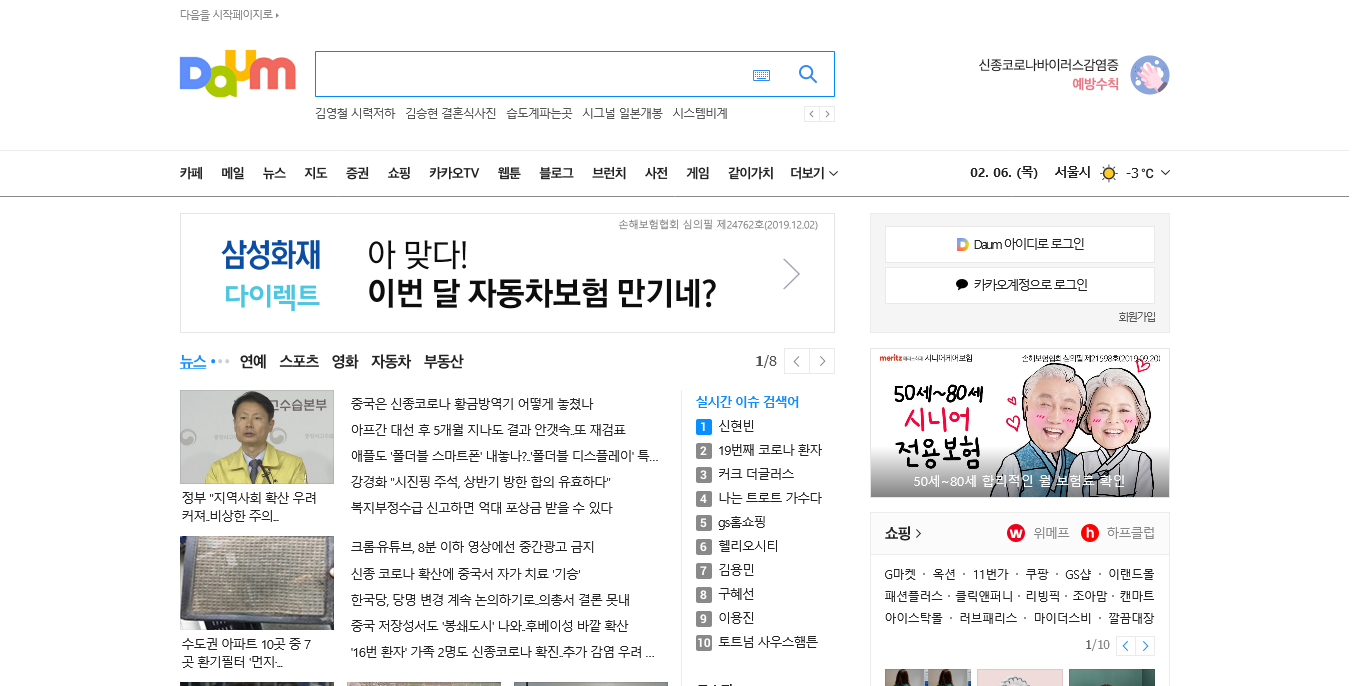 다음을 시작페이지로
Daum
신종코로나바이러스감염증
예방수칙
김영철 시력저하 김승현 결혼식사진 습도계파는곳 시그널 일본개봉 시스템비계
카페 메일 뉴스 지도 증권 쇼핑 카카오TV 웹툰 블로그 브런치 사전 게임 같이가치 더보기
02. 06. (목) 서울시 -3 ℃
손해보험협회 심의필 제24762호(2019.12.02)
삼성화재
다이렉트
아 맞다!
이번 달 자동차보험 만기네?
Daum 아이디로 로그인
카카오계정으로 로그인
회원가입
뉴스 연예 스포츠 영화 자동차 부동산
1/8
고수습본부
정부 "지역사회 확산 우려
커져..비상한 주의...
수도권 아파트 10곳 중 7
곳 환기필터 '먼지-...
중국은 신종코로나 황금방역기 어떻게 놓쳤나
아프간 대선 후 5개월 지나도 결과 안갯속..또 재검표
애플도 '폴더블 스마트폰' 내놓나?..'폴더블 디스플레이' 특...
강경화 "시진핑 주석, 상반기 방한 합의 유효하다"
복지부정수급 신고하면 역대 포상금 받을 수 있다
크롬·유튜브, 8분 이하 영상에선 중간광고 금지
신종 코로나 확산에 중국서 자가 치료 '기승'
한국당, 당명 변경 계속 논의하기로..의총서 결론 못내
중국 저장성서도 '봉쇄도시' 나와..후베이성 바깥 확산
'16번 환자' 가족 2명도 신종코로나 확진..추가 감염 우려 ...
실시간 이슈 검색어
1 신현빈
2 19번째 코로나 환자
3 커크 더글러스
4 나는 트로트 가수다
5 gs홈쇼핑
6 헬리오시티
7 김용민
8 구혜선
9 이용진
10 토트넘 사우스햄튼
meritz
시니어케어보험
손해보험협회 심의필 제21698호(2019.09.20)
50세~80세
시니어
전용보험
50세~80세 합리적인 월 보험료 확인
쇼핑
w 위메프 h 하프클럽
G마켓 · 옥션 · 11번가 · 쿠팡 · GS샵 · 이랜드몰
패션플러스 · 클릭앤퍼니 · 리빙픽 · 조아맘 · 캔마트
아이스탁몰 · 러브패리스 · 마이더스비 · 깔끔대장
1/10